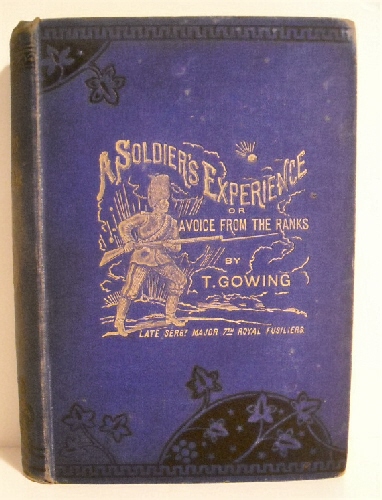 A SOLDIER'S EXPERIENCE
OR
A VOICE FROM THE RANKS
BY
T. GOWING
LATE SERGT MAJOR 7TH ROYAL FUSILIERS.